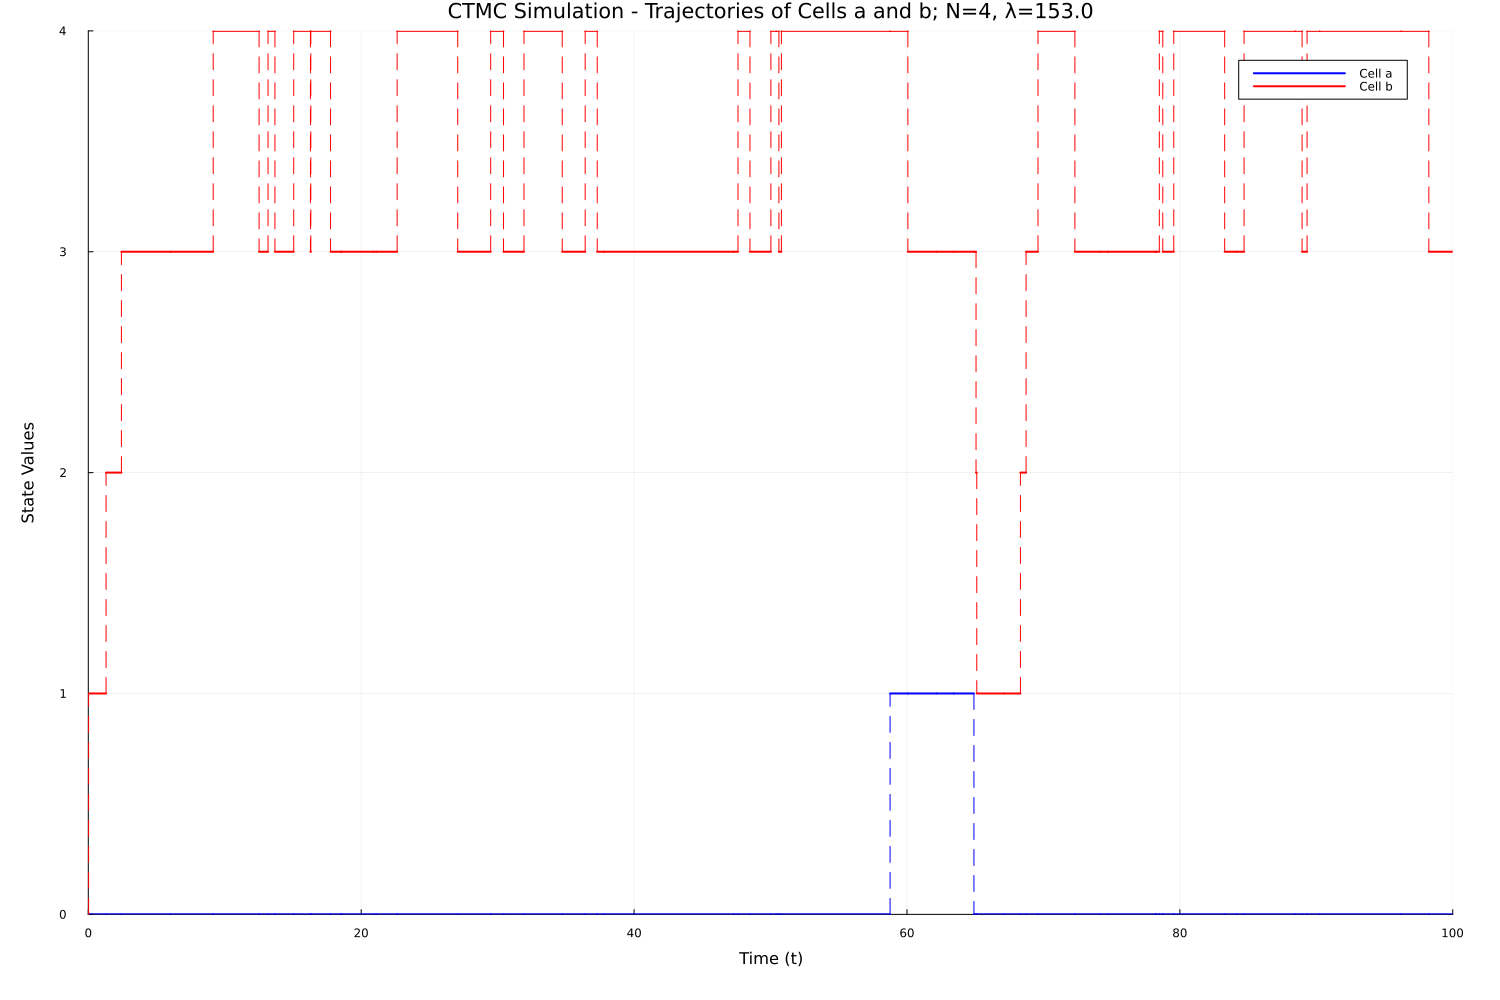 CTMC Simulation - Trajectories of Cells a and b; N=4, λ=153.0
4
Cell a
Cell b
3
State Values
2
1
0
0 20 40 60 80 100
Time (t)